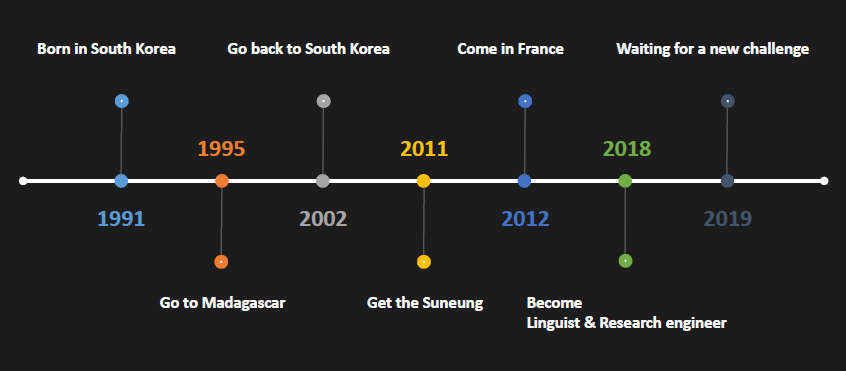 Born in South Korea
Go back to South Korea
Come in France
Waiting for a new challenge
1995
2011
2018
1991
2002
2012
2019
Go to Madagascar
Get the Suneung
Become
Linguist & Research engineer